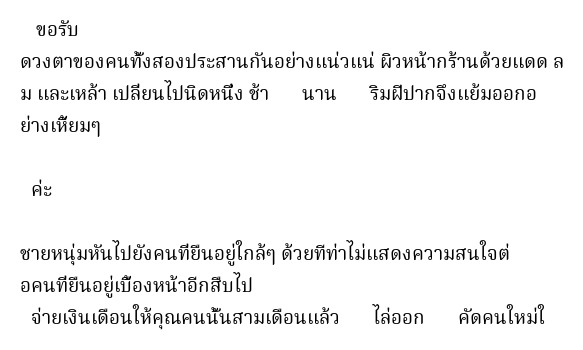 ขอรับ
ดวงตาของคนทั้งสองประสานกันอย่างแน่วแน่ ผิวหน้ากร้านด้วยแดด ล
ม และเหล้า เปลี่ยนไปนิดหนึ่ง ช้า นาน ริมฝีปากจึงแย้มออกอ
ย่างเหี้ยมๆ
ค่ะ
ชายหนุ่มหันไปยังคนที่ยืนอยู่ใกล้ๆ ด้วยทีท่าไม่แสดงความสนใจต่
อคนที่ยืนอยู่เบื้องหน้าอีกสืบไป
จ่ายเงินเดือนให้คุณคนนั้นสามเดือนแล้ว ไล่ออก คัดคนใหม่ใ